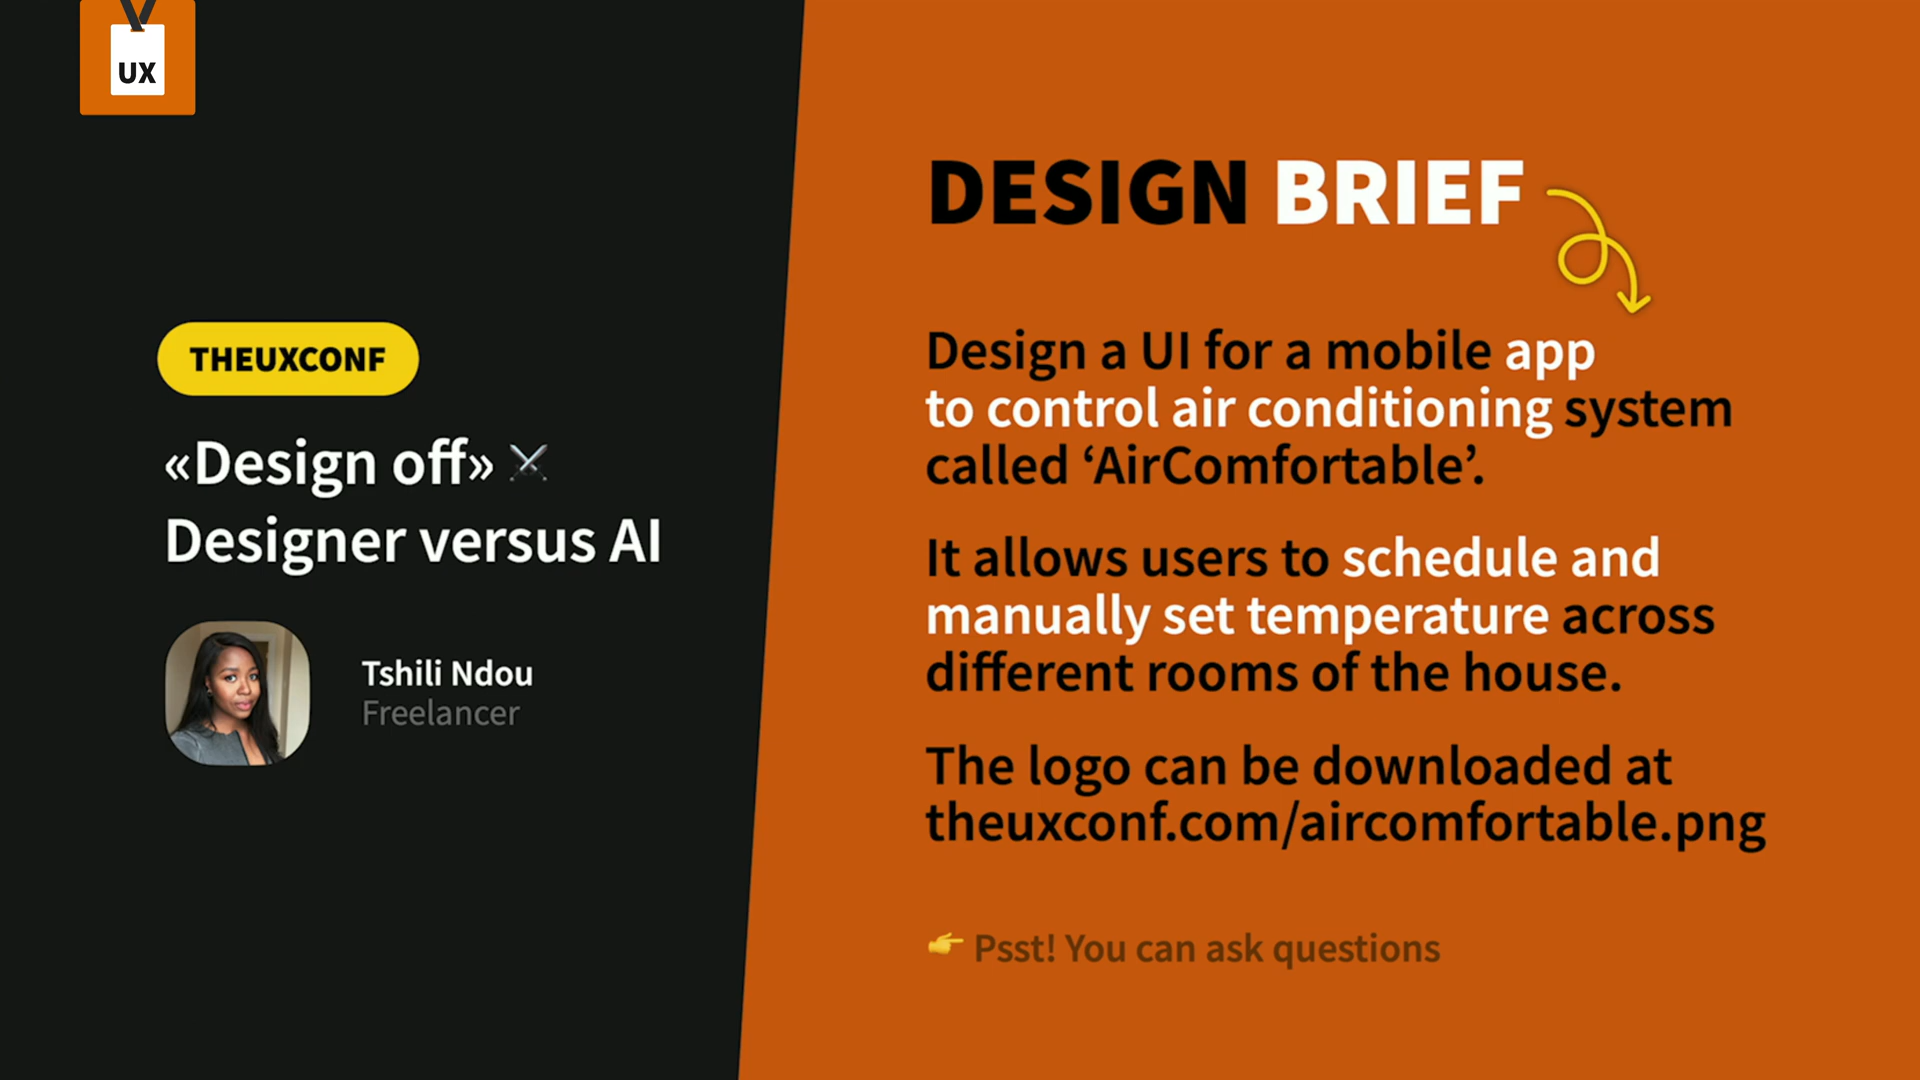 UX
THEUXCONF
«Design off» ⚔
Designer versus AI
Tshili Ndou
Freelancer
DESIGN BRIEF
Design a UI for a mobile app
to control air conditioning system
called ‘AirComfortable’.
It allows users to schedule and
manually set temperature across
different rooms of the house.
The logo can be downloaded at
theuxconf.com/aircomfortable.png
👉 Psst! You can ask questions